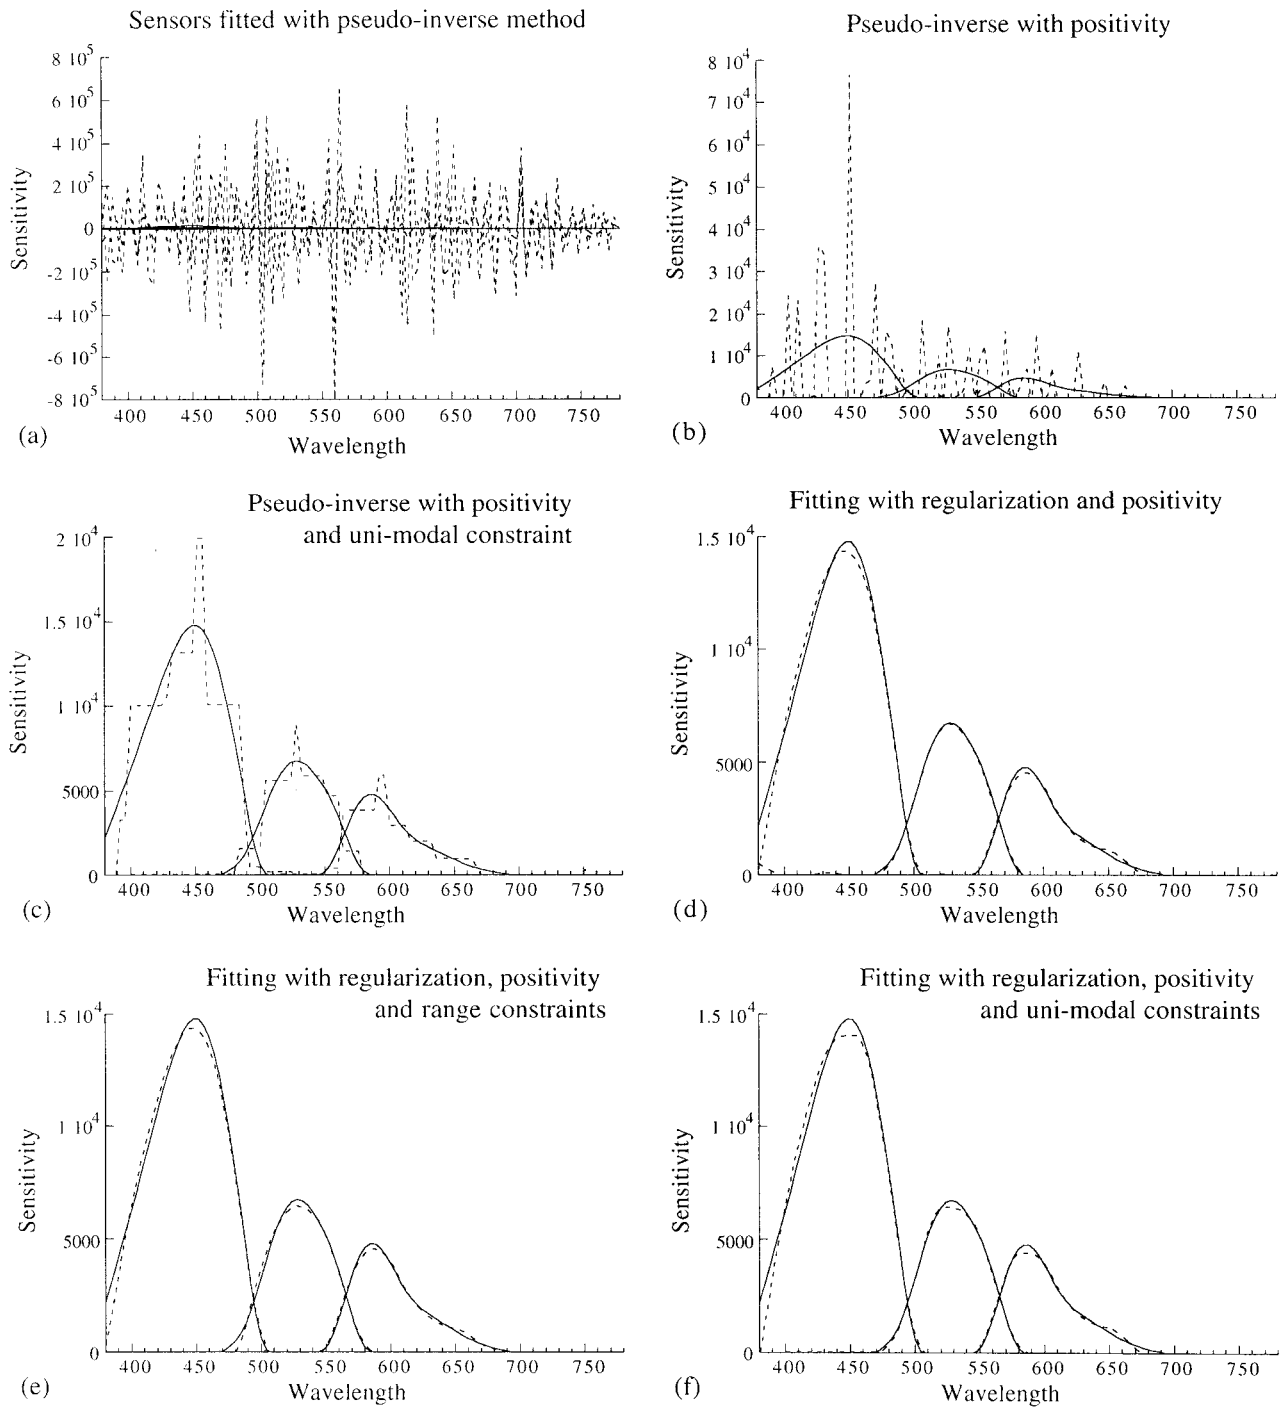 Sensors fitted with pseudo-inverse method
8 10^5
6 10^5
4 10^5
2 10^5
0
-2 10^5
-4 10^5
-6 10^5
-8 10^5
Sensitivity
400 450 500 550 600 650 700 750
Wavelength
(a)
Pseudo-inverse with positivity
8 10^4
7 10^4
6 10^4
5 10^4
4 10^4
3 10^4
2 10^4
1 10^4
0
Sensitivity
400 450 500 550 600 650 700 750
Wavelength
(b)
Pseudo-inverse with positivity
and uni-modal constraint
2 10^4
1.5 10^4
1 10^4
5000
0
Sensitivity
400 450 500 550 600 650 700 750
Wavelength
(c)
Fitting with regularization and positivity
1.5 10^4
1 10^4
5000
0
Sensitivity
400 450 500 550 600 650 700 750
Wavelength
(d)
Fitting with regularization, positivity
and range constraints
1.5 10^4
1 10^4
5000
0
Sensitivity
400 450 500 550 600 650 700 750
Wavelength
(e)
Fitting with regularization, positivity
and uni-modal constraints
1.5 10^4
1 10^4
5000
0
Sensitivity
400 450 500 550 600 650 700 750
Wavelength
(f)